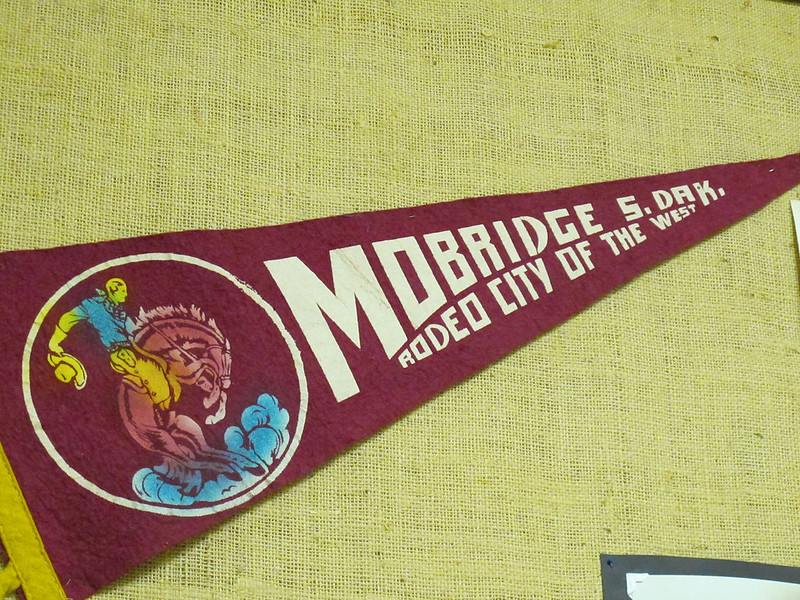 MOBRIDGE S. DAK.
RODEO CITY OF THE WEST